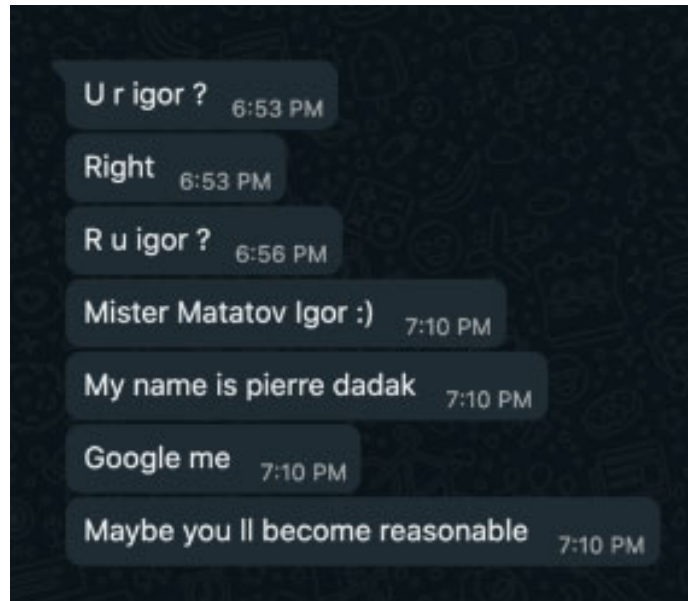 U r igor ? 6:53 PM
Right 6:53 PM
R u igor ? 6:56 PM
Mister Matatov Igor :) 7:10 PM
My name is pierre dadak 7:10 PM
Google me 7:10 PM
Maybe you ll become reasonable 7:10 PM